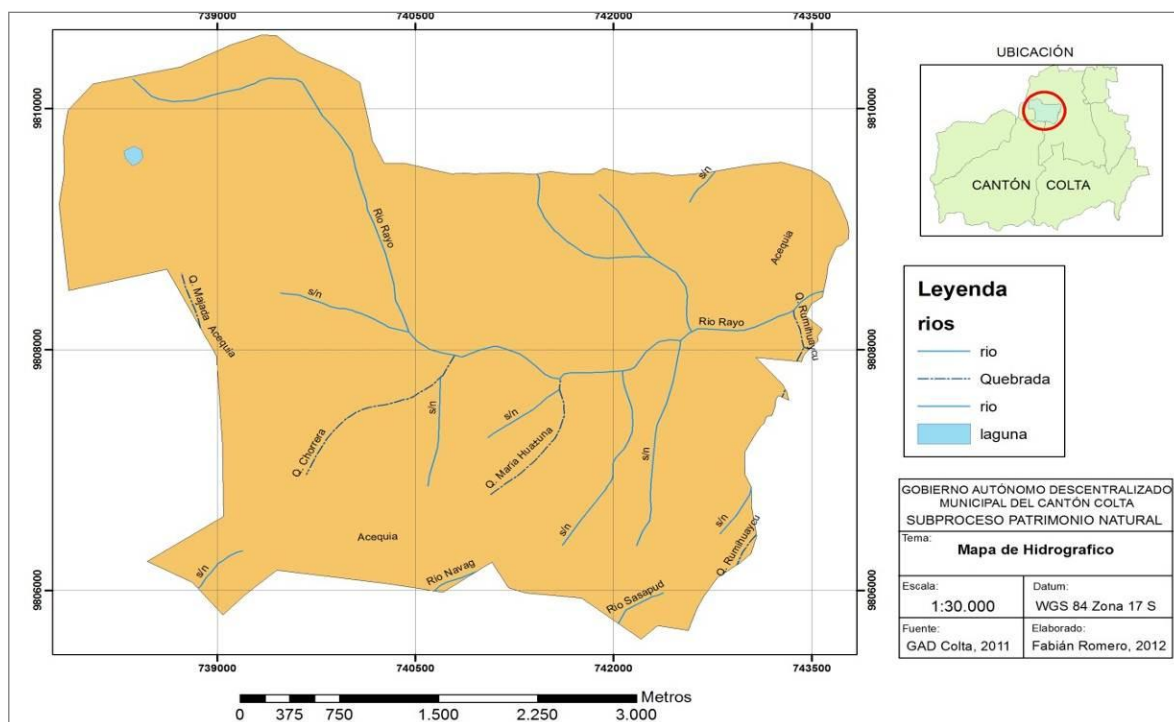 739000 740500 742000 743500
9810000
9808000
9806000
9810000
9808000
9806000
s/n
Rio Rayo
Acequia
Q. Majada
Acequia
s/n
Rio Rayo
Q. Rumihuaycu
s/n
s/n
Q. Chorrera
Q. Maria Huazuna
s/n
Acequia
s/n
s/n
Q. Rumihuaycu
s/n
Rio Navag
Rio Sasapud
739000 740500 742000 743500
Metros
0 375 750 1.500 2.250 3.000
UBICACIÓN
CANTÓN COLTA
Leyenda
rios
rio
Quebrada
rio
laguna
GOBIERNO AUTÓNOMO DESCENTRALIZADO
MUNICIPAL DEL CANTÓN COLTA
SUBPROCESO PATRIMONIO NATURAL
Tema:
Mapa de Hidrografico
Escala:
1:30.000
Datum:
WGS 84 Zona 17 S
Fuente:
GAD Colta, 2011
Elaborado:
Fabián Romero, 2012